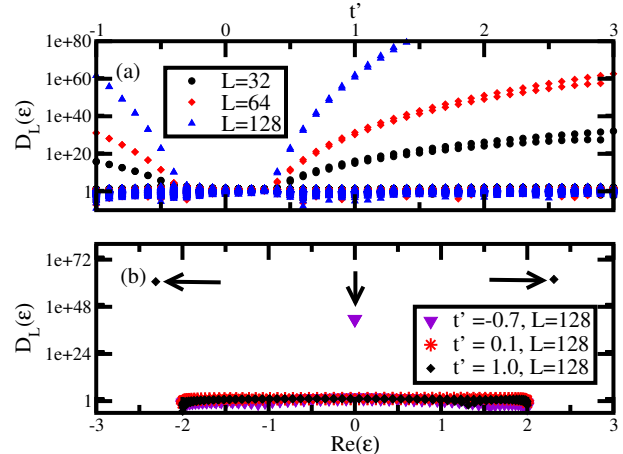 t'
-1 0 1 2 3
1e+80
1e+60
1e+40
1e+20
1
D_L(ε)
(a)
L=32
L=64
L=128
1e+72
1e+48
1e+24
1
D_L(ε)
(b)
t' =-0.7, L=128
t' = 0.1, L=128
t' = 1.0, L=128
-3 -2 -1 0 1 2 3
Re(ε)